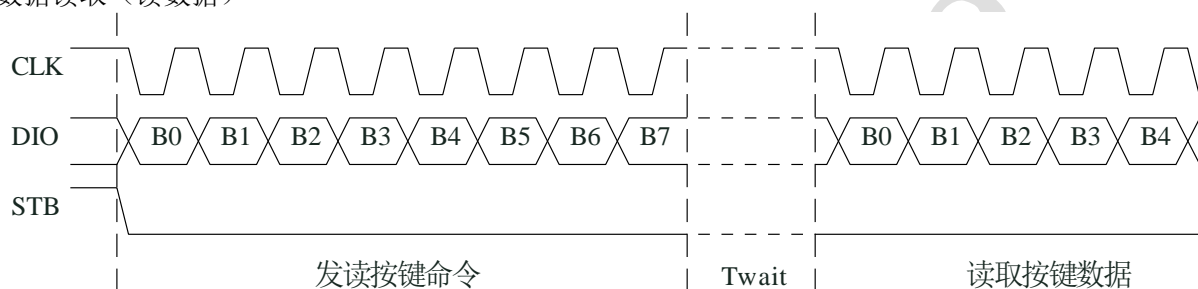 数据读取（读数据）
CLK
DIO B0 B1 B2 B3 B4 B5 B6 B7 B0 B1 B2 B3 B4
STB
发读按键命令 Twait 读取按键数据